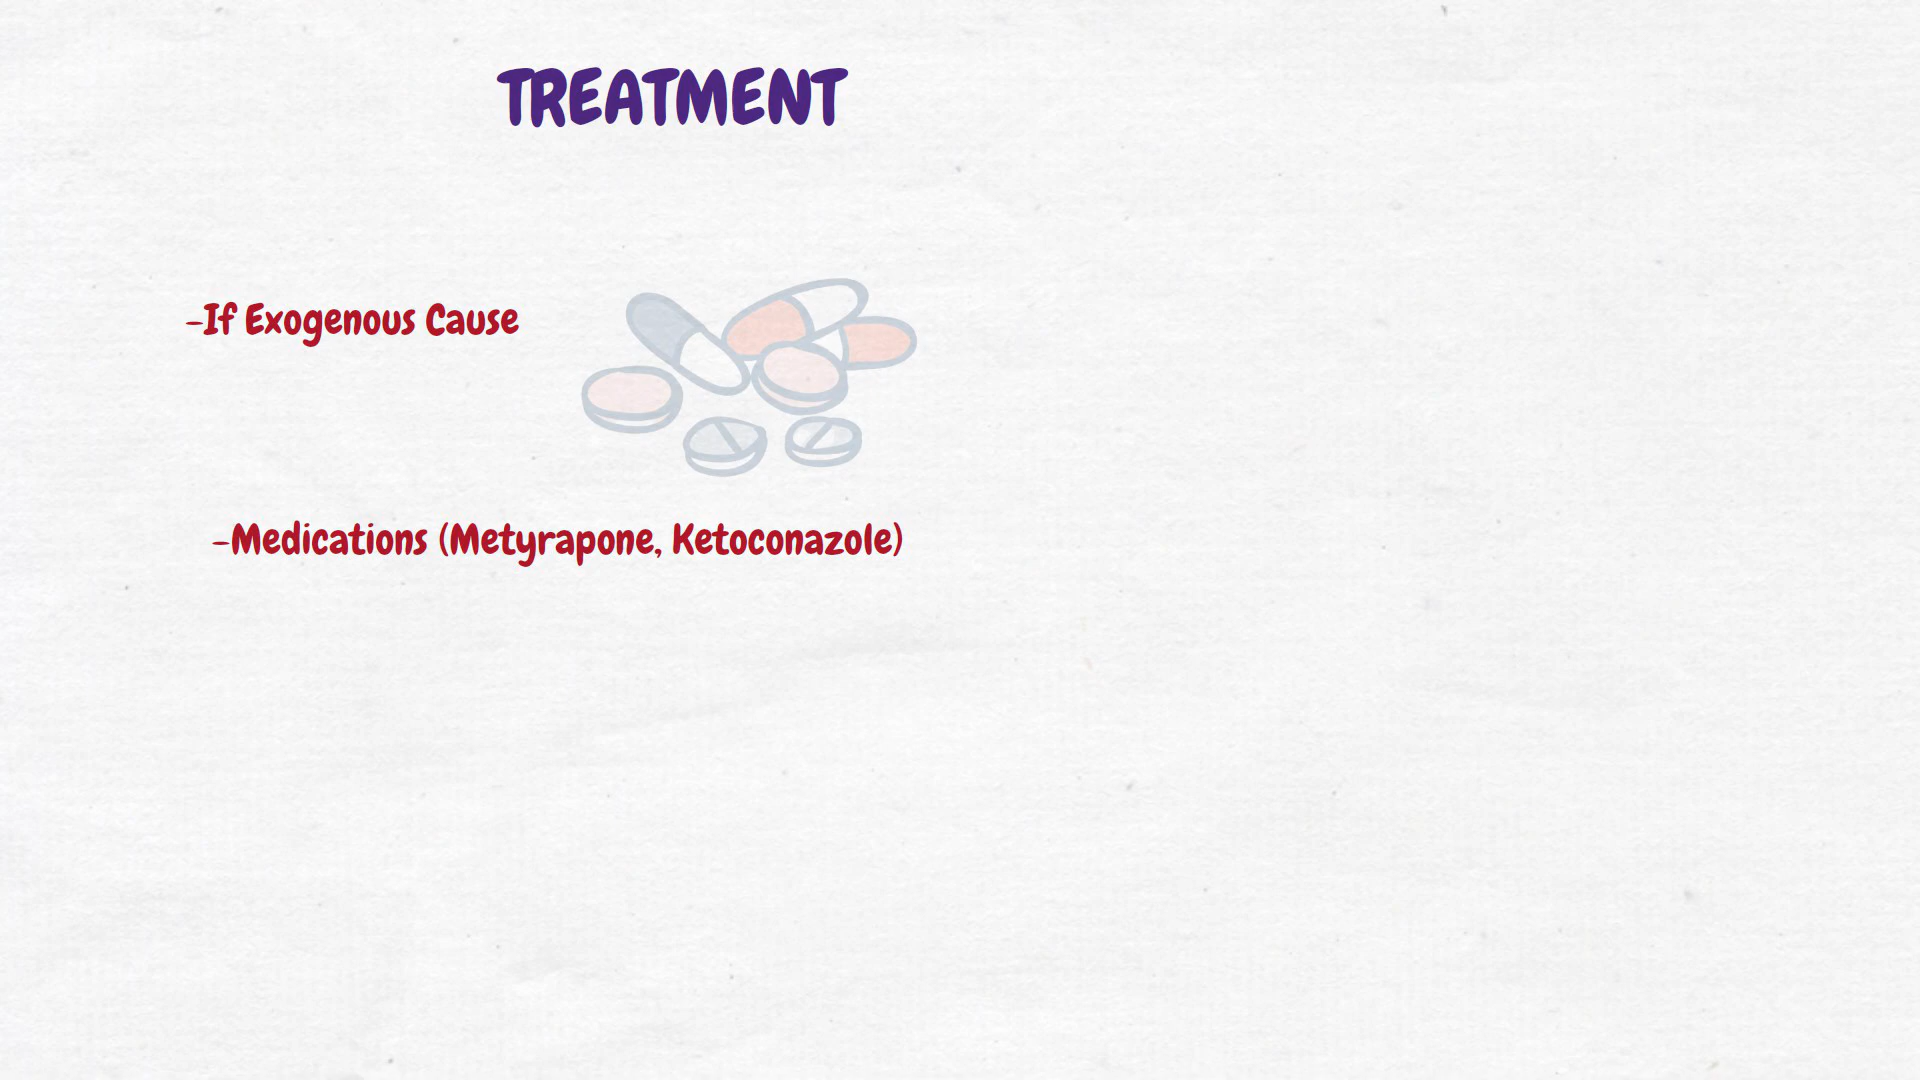 TREATMENT
-If Exogenous Cause
-Medications (Metyrapone, Ketoconazole)